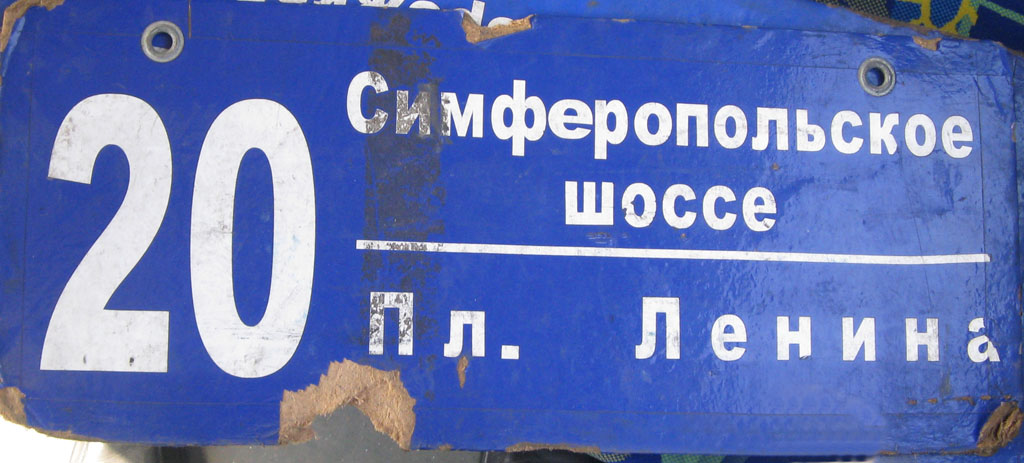 20
Симферопольское
шоссе
Пл. Ленина